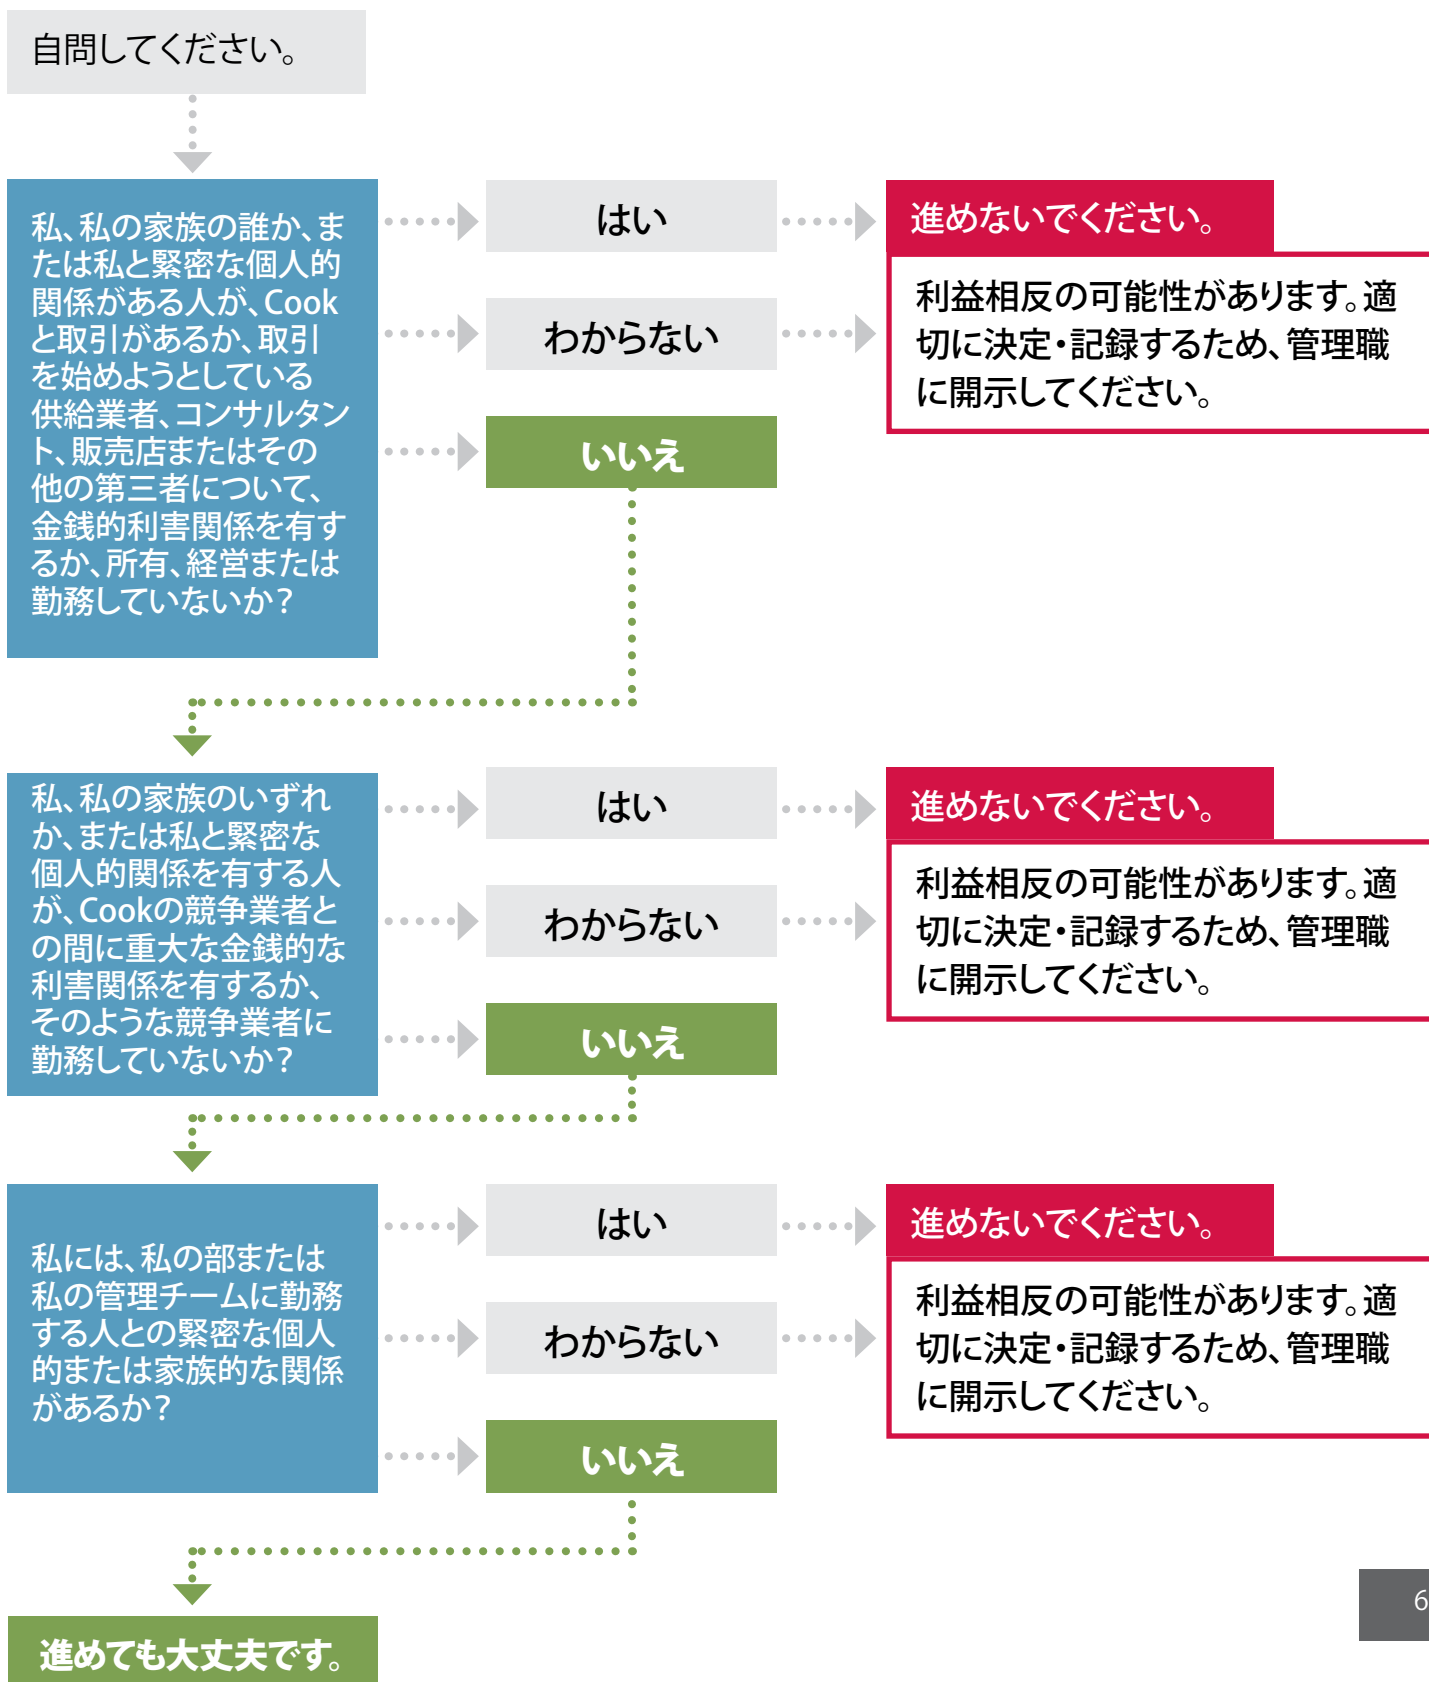 自問してください。
私、私の家族の誰か、ま
たは私と緊密な個人的
関係がある人が、Cook
と取引があるか、取引
を始めようとしている
供給業者、コンサルタン
ト、販売店またはその
他の第三者について、
金銭的利害関係を有す
るか、所有、経営または
勤務していないか？
はい
わからない
いいえ
進めないでください。
利益相反の可能性があります。適
切に決定・記録するため、管理職
に開示してください。
私、私の家族のいずれ
か、または私と緊密な
個人的関係を有する人
が、Cookの競争業者と
の間に重大な金銭的な
利害関係を有するか、
そのような競争業者に
勤務していないか？
はい
わからない
いいえ
進めないでください。
利益相反の可能性があります。適
切に決定・記録するため、管理職
に開示してください。
私には、私の部または
私の管理チームに勤務
する人との緊密な個人
的または家族的な関係
があるか？
はい
わからない
いいえ
進めないでください。
利益相反の可能性があります。適
切に決定・記録するため、管理職
に開示してください。
進めても大丈夫です。
6